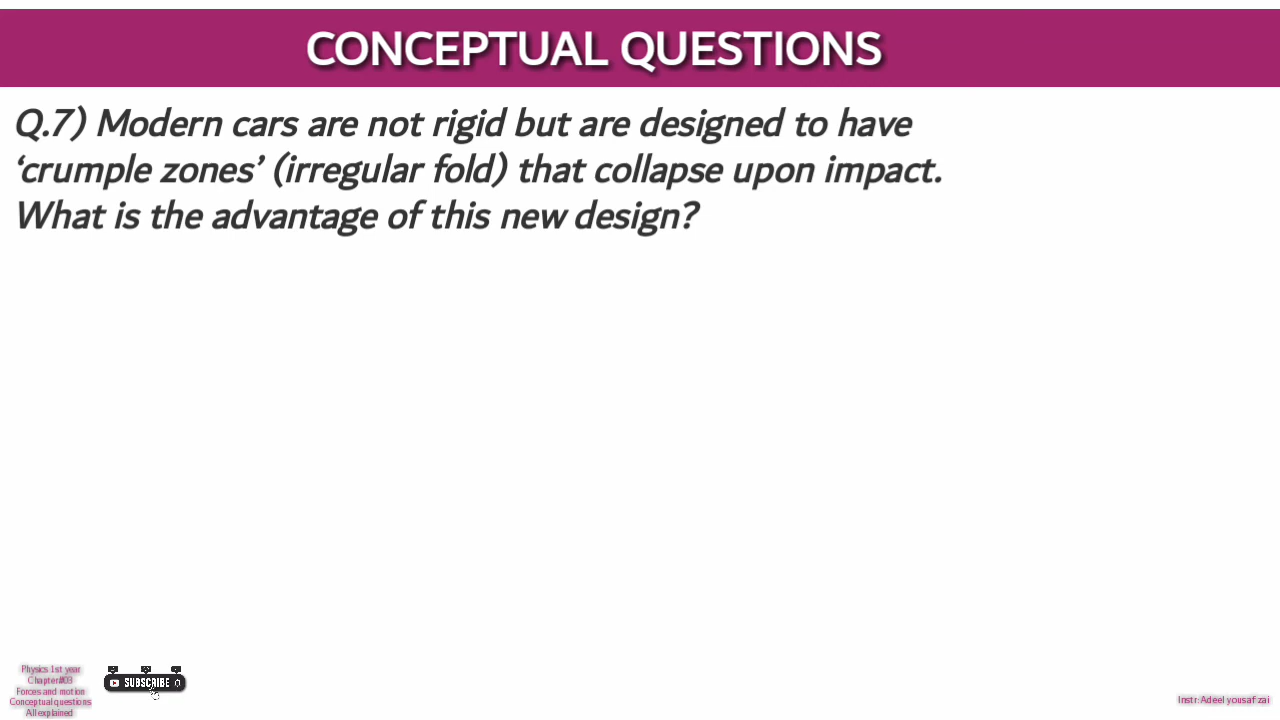 CONCEPTUAL QUESTIONS
Q.7) Modern cars are not rigid but are designed to have
‘crumple zones’ (irregular fold) that collapse upon impact.
What is the advantage of this new design?
Physics 1st year
Chapter#03
Forces and motion
Conceptual questions
All explained
SUBSCRIBE
Instr: Adeel yousafzai